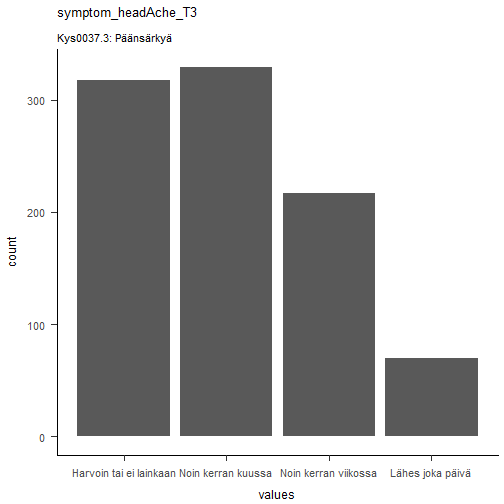 symptom_headAche_T3
Kys0037.3: Päänsärkyä
300
200
100
0
count
Harvoin tai ei lainkaan Noin kerran kuussa Noin kerran viikossa Lähes joka päivä
values